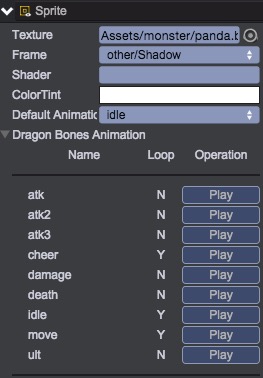 Sprite
Texture Assets/monster/panda.b
Frame other/Shadow
Shader
ColorTint
Default Animatic idle
Dragon Bones Animation
Name Loop Operation
atk N Play
atk2 N Play
atk3 N Play
cheer Y Play
damage N Play
death N Play
idle Y Play
move Y Play
ult N Play